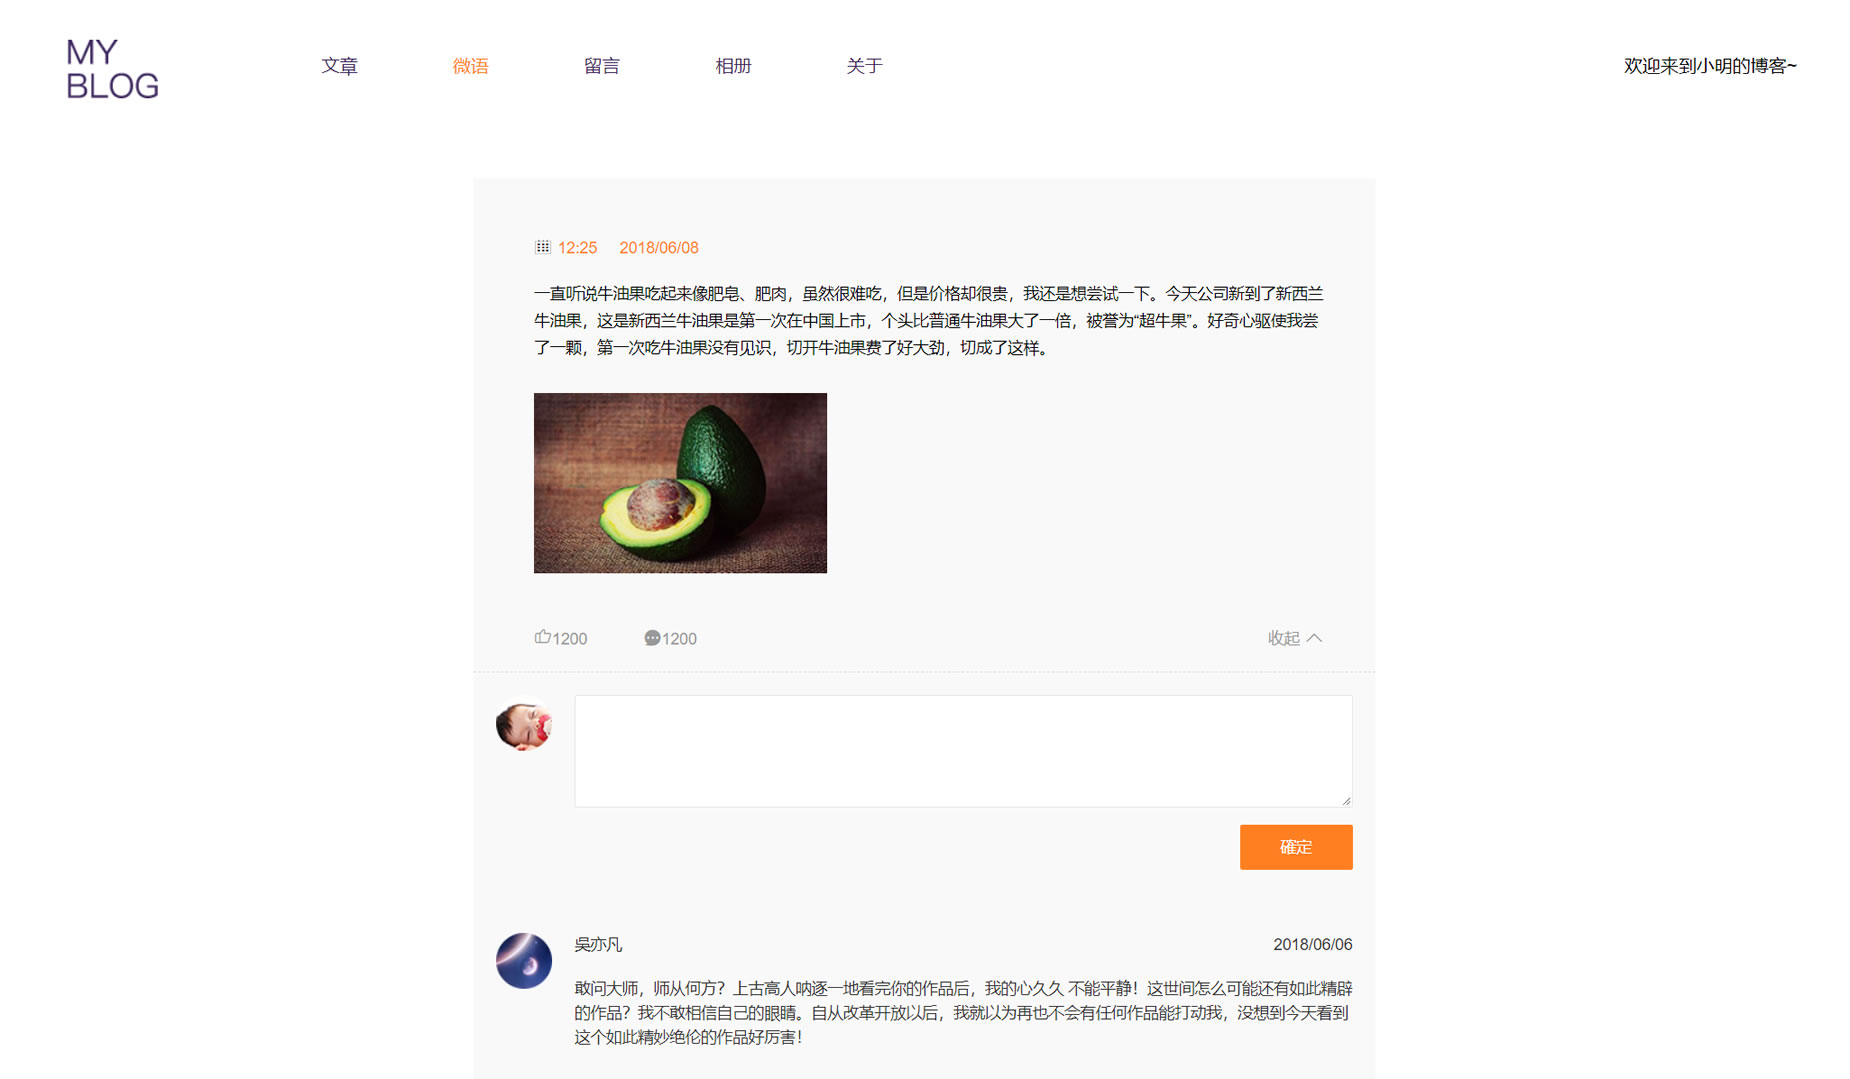 MY
BLOG
文章 微语 留言 相册 关于 欢迎来到小明的博客~
12:25 2018/06/08
一直听说牛油果吃起来像肥皂、肥肉，虽然很难吃，但是价格却很贵，我还是想尝试一下。今天公司新到了新西兰
牛油果，这是新西兰牛油果是第一次在中国上市，个头比普通牛油果大了一倍，被誉为“超牛果”。好奇心驱使我尝
了一颗，第一次吃牛油果没有见识，切开牛油果费了好大劲，切成了这样。
1200 1200 收起
確定
吳亦凡 2018/06/06
敢问大师，师从何方？上古高人呐逐一地看完你的作品后，我的心久久 不能平静！这世间怎么可能还有如此精辟
的作品？我不敢相信自己的眼睛。自从改革开放以后，我就以为再也不会有任何作品能打动我，没想到今天看到
这个如此精妙绝伦的作品好厉害！